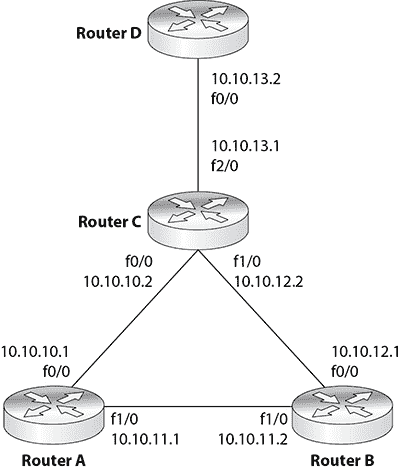 Router D
10.10.13.2
f0/0
10.10.13.1
f2/0
Router C
f0/0
10.10.10.2
f1/0
10.10.12.2
10.10.10.1
f0/0
10.10.12.1
f0/0
f1/0
10.10.11.1
f1/0
10.10.11.2
Router A
Router B